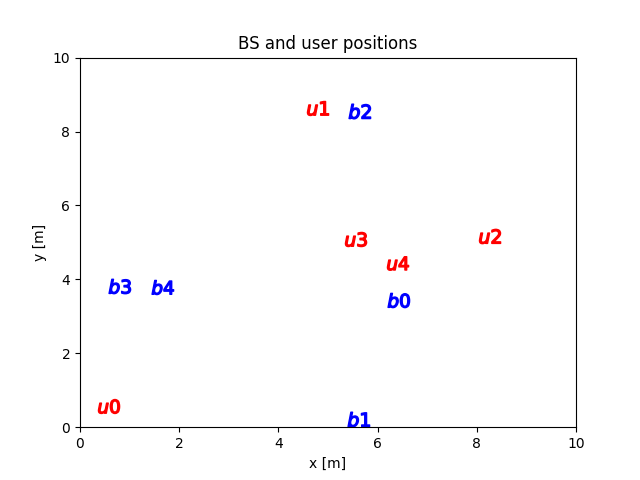 BS and user positions
10
u1 b2
8
6
u3 u2
u4
4
b3 b4
b0
2
u0
b1
0
0 2 4 6 8 10
y [m]
x [m]